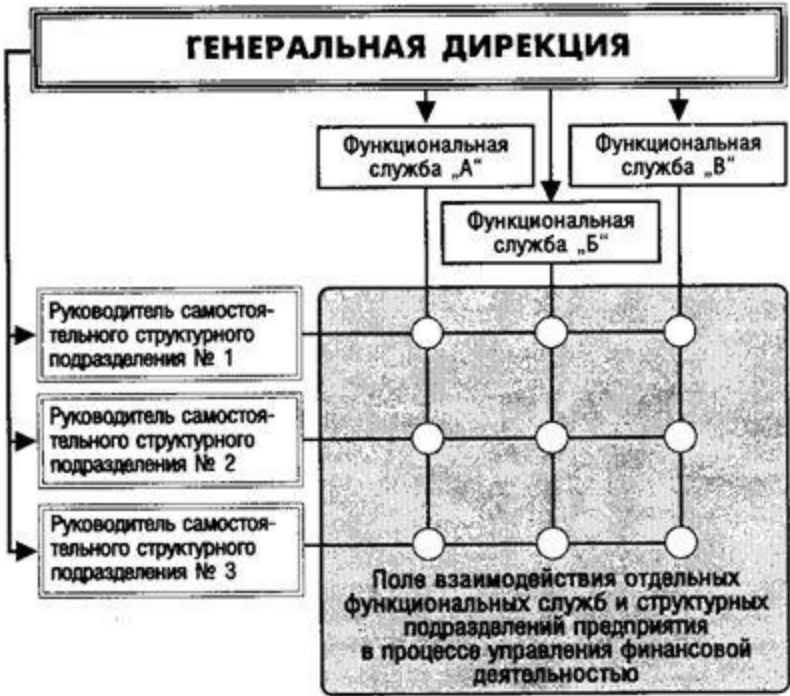 ГЕНЕРАЛЬНАЯ ДИРЕКЦИЯ
Функциональная
служба „А“
Функциональная
служба „В“
Функциональная
служба „Б“
Руководитель самостоя-
тельного структурного
подразделения № 1
Руководитель самостоя-
тельного структурного
подразделения № 2
Руководитель самостоя-
тельного структурного
подразделения № 3
Поле взаимодействия отдельных
функциональных служб и структурных
подразделений предприятия
в процессе управления финансовой
деятельностью